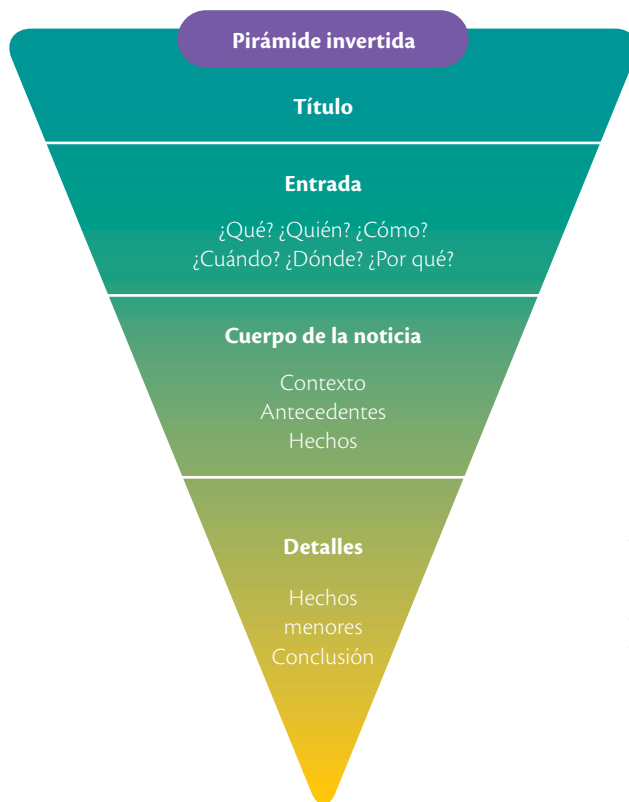 Pirámide invertida
Título
Entrada
¿Qué? ¿Quién? ¿Cómo?
¿Cuándo? ¿Dónde? ¿Por qué?
Cuerpo de la noticia
Contexto
Antecedentes
Hechos
Detalles
Hechos
menores
Conclusión